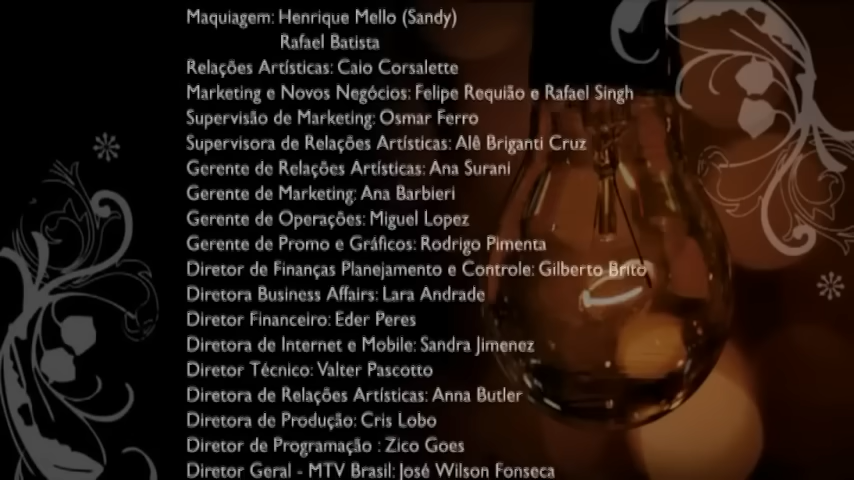 Maquiagem: Henrique Mello (Sandy)
Rafael Batista
Relações Artísticas: Caio Corsalette
Marketing e Novos Negócios: Felipe Requião e Rafael Singh
Supervisão de Marketing: Osmar Ferro
Supervisora de Relações Artísticas: Alê Briganti Cruz
Gerente de Relações Artísticas: Ana Surani
Gerente de Marketing: Ana Barbieri
Gerente de Operações: Miguel Lopez
Gerente de Promo e Gráficos: Rodrigo Pimenta
Diretor de Finanças Planejamento e Controle: Gilberto Brito
Diretora Business Affairs: Lara Andrade
Diretor Financeiro: Eder Peres
Diretora de Internet e Mobile: Sandra Jimenez
Diretor Técnico: Valter Pascotto
Diretora de Relações Artísticas: Anna Butler
Diretora de Produção: Cris Lobo
Diretor de Programação : Zico Goes
Diretor Geral - MTV Brasil: José Wilson Fonseca